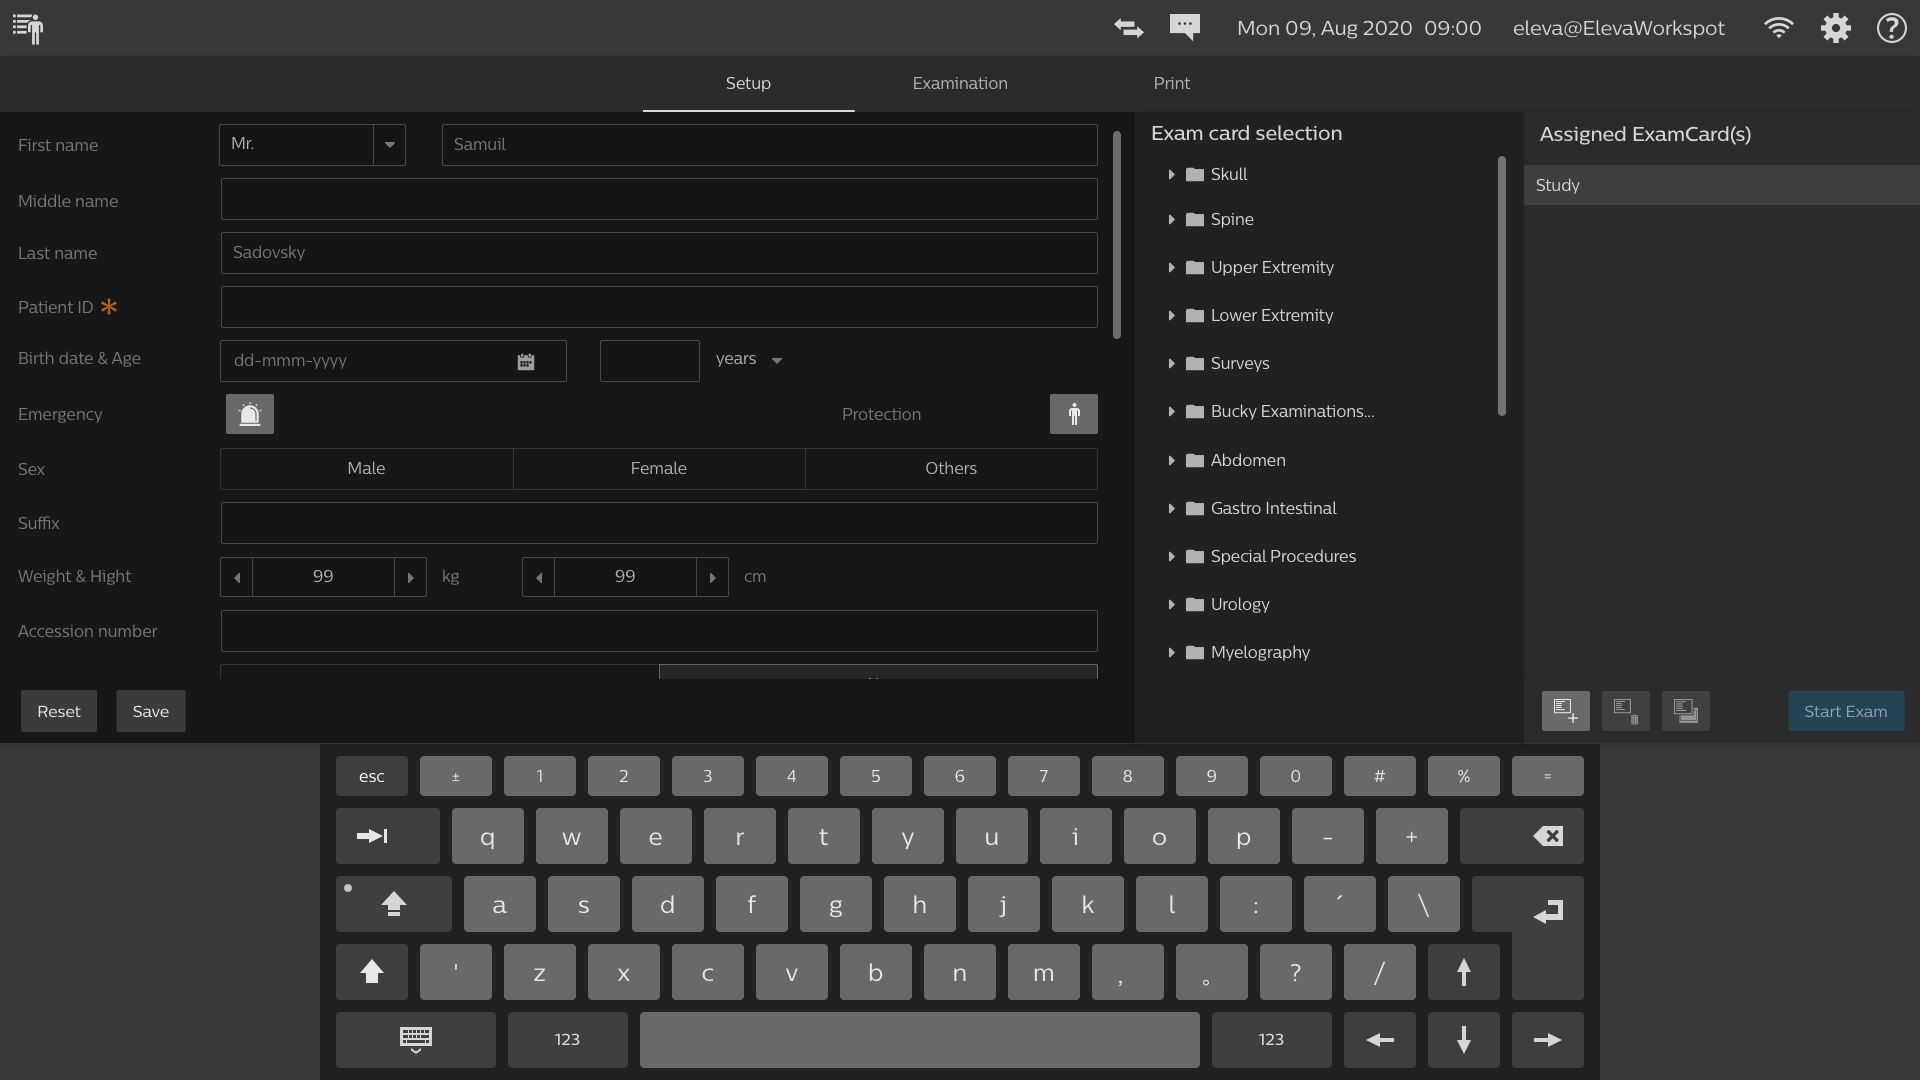 Mon 09, Aug 2020 09:00 eleva@ElevaWorkspot
Setup Examination Print
First name Mr. Samuil
Middle name
Last name Sadovsky
Patient ID *
Birth date & Age dd-mmm-yyyy years
Emergency Protection
Sex Male Female Others
Suffix
Weight & Hight 99 kg 99 cm
Accession number
Reset Save
Exam card selection
Skull
Spine
Upper Extremity
Lower Extremity
Surveys
Bucky Examinations...
Abdomen
Gastro Intestinal
Special Procedures
Urology
Myelography
Assigned ExamCard(s)
Study
Start Exam
esc ± 1 2 3 4 5 6 7 8 9 0 # % =
q w e r t y u i o p - +
a s d f g h j k l : ´ \
' z x c v b n m , 。 ? /
123 123